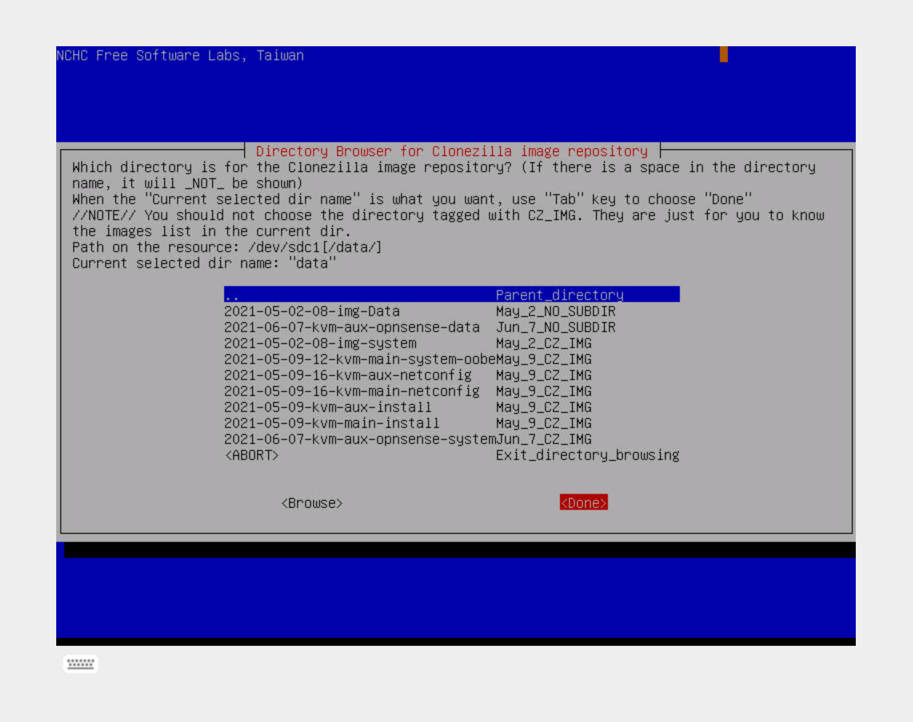 NCHC Free Software Labs, Taiwan
Directory Browser for Clonezilla image repository
Which directory is for the Clonezilla image repository? (If there is a space in the directory
name, it will _NOT_ be shown)
When the "Current selected dir name" is what you want, use "Tab" key to choose "Done"
//NOTE// You should not choose the directory tagged with CZ_IMG. They are just for you to know
the images list in the current dir.
Path on the resource: /dev/sdc1[/data/]
Current selected dir name: "data"
.. Parent_directory
2021-05-02-08-img-Data May_2_NO_SUBDIR
2021-06-07-kvm-aux-opnsense-data Jun_7_NO_SUBDIR
2021-05-02-08-img-system May_2_CZ_IMG
2021-05-09-12-kvm-main-system-oobeMay_9_CZ_IMG
2021-05-09-16-kvm-aux-netconfig May_9_CZ_IMG
2021-05-09-16-kvm-main-netconfig May_9_CZ_IMG
2021-05-09-kvm-aux-install May_9_CZ_IMG
2021-05-09-kvm-main-install May_9_CZ_IMG
2021-06-07-kvm-aux-opnsense-systemJun_7_CZ_IMG
<ABORT> Exit_directory_browsing
<Browse> <Done>